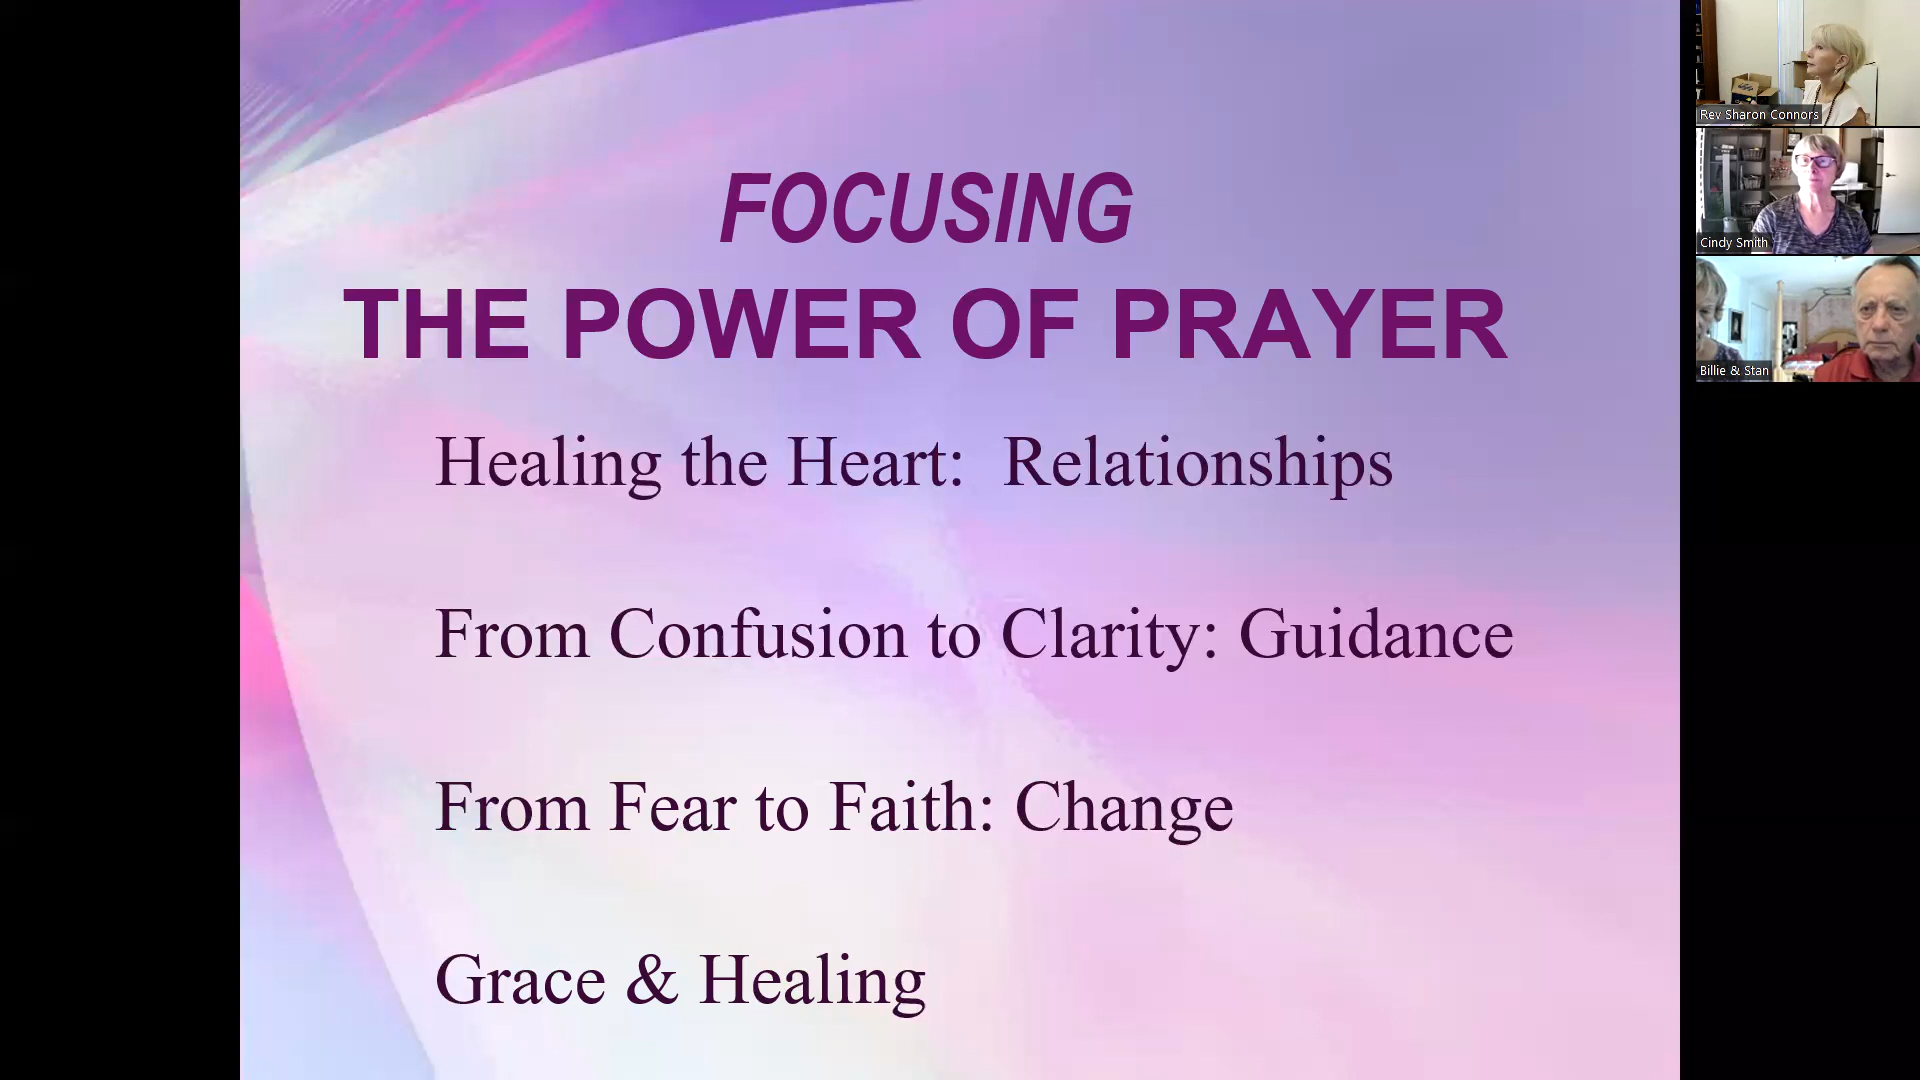 FOCUSING
THE POWER OF PRAYER
Healing the Heart:  Relationships
From Confusion to Clarity: Guidance
From Fear to Faith: Change
Grace & Healing
Rev Sharon Connors
Cindy Smith
Billie & Stan